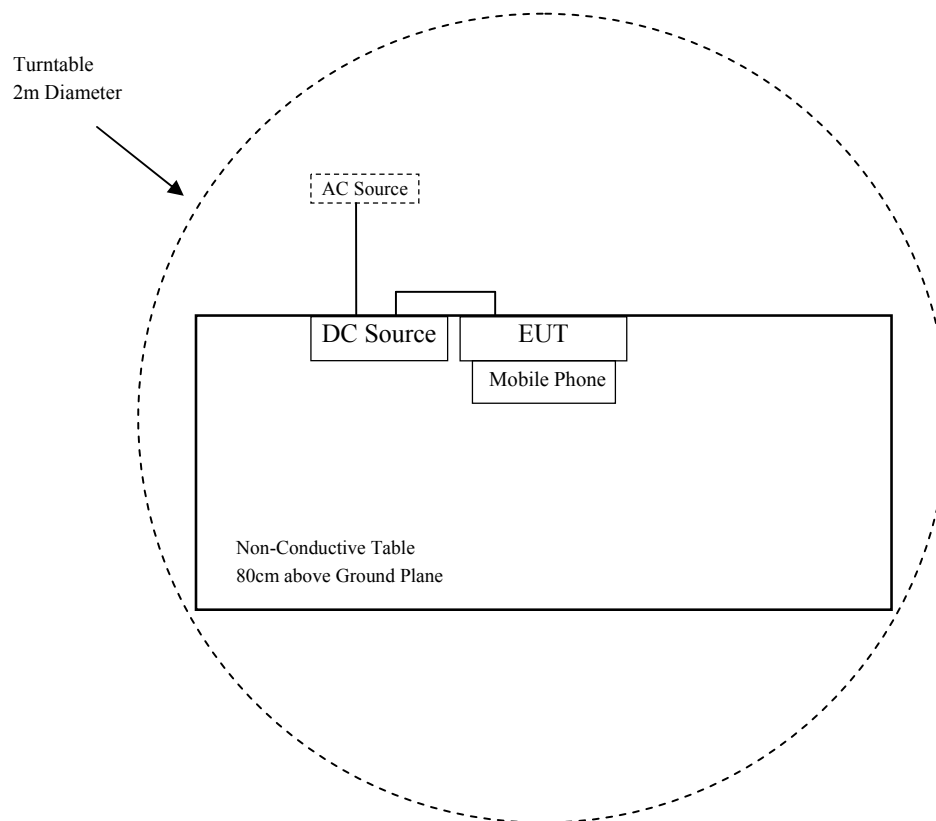 Turntable
2m Diameter
AC Source
DC Source
EUT
Mobile Phone
Non-Conductive Table
80cm above Ground Plane